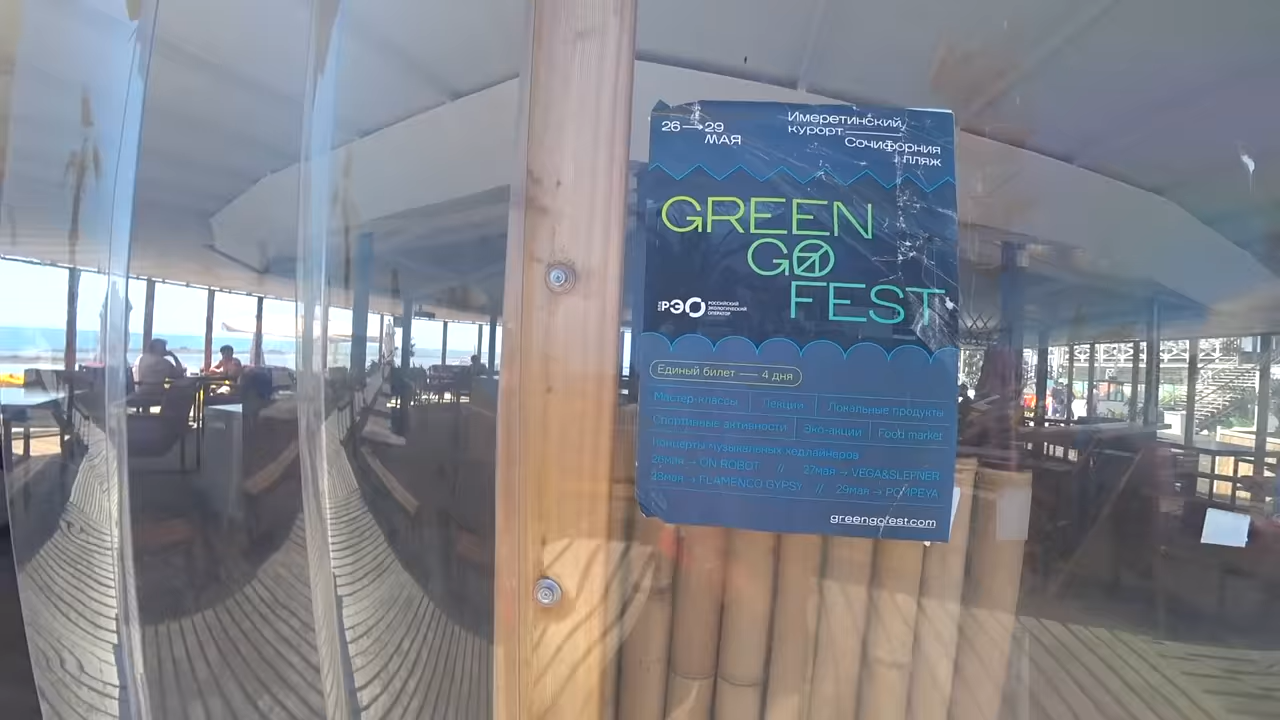 26 → 29
МАЯ
Имеретинский
курорт
Сочифорния
пляж
GREEN
GO
FEST
РЭО
РОССИЙСКИЙ
ЭКОЛОГИЧЕСКИЙ
ОПЕРАТОР
Единый билет — 4 дня
Мастер-классы Лекции Локальные продукты
Спортивные активности Эко-акции Food market
Концерты музыкальных хедлайнеров
26мая → ON ROBOT // 27мая → VEGA&SLEPNER
28мая → FLAMENCO GYPSY // 29мая → POMPEYA
greengofest.com